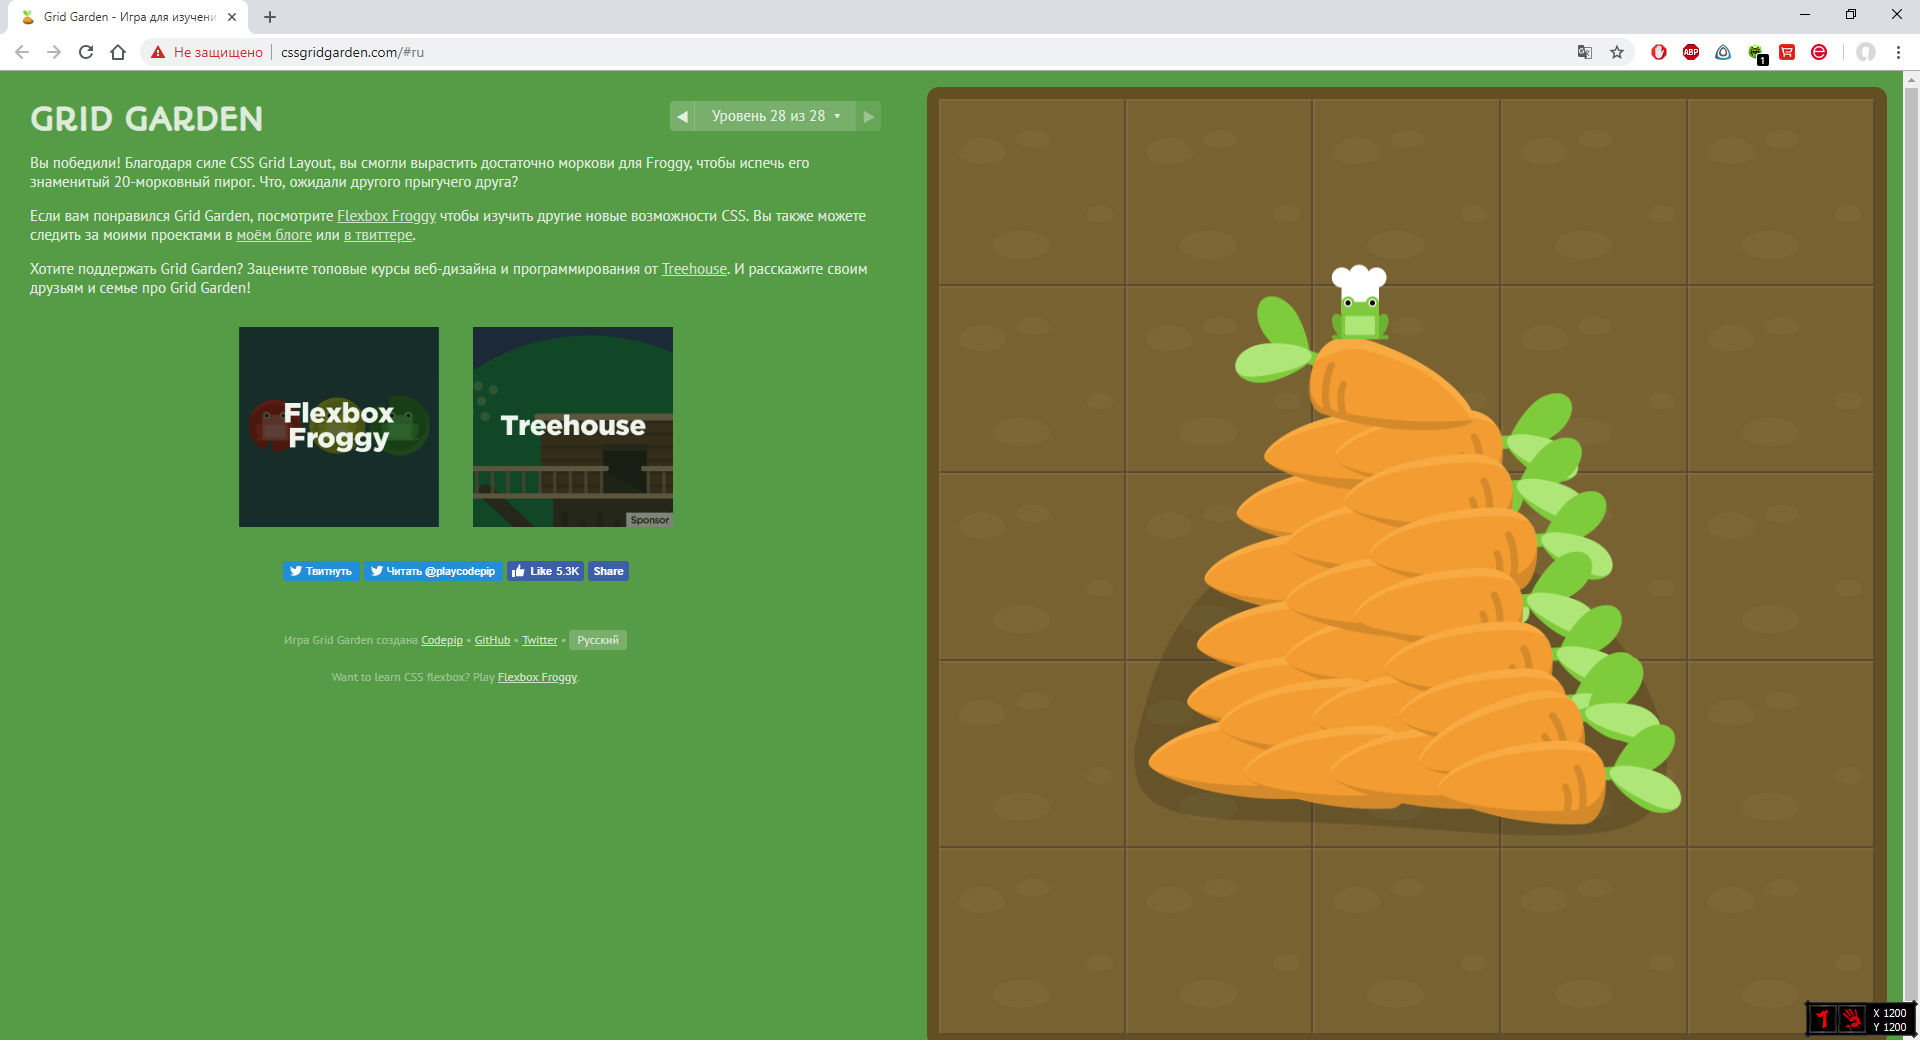 Grid Garden - Игра для изучени
Не защищено
cssgridgarden.com/#ru
ABP
1
GRID GARDEN
Уровень 28 из 28
Вы победили! Благодаря силе CSS Grid Layout, вы смогли вырастить достаточно моркови для Froggy, чтобы испечь его
знаменитый 20-морковный пирог. Что, ожидали другого прыгучего друга?
Если вам понравился Grid Garden, посмотрите Flexbox Froggy чтобы изучить другие новые возможности CSS. Вы также можете
следить за моими проектами в моём блоге или в твиттере.
Хотите поддержать Grid Garden? Зацените топовые курсы веб-дизайна и программирования от Treehouse. И расскажите своим
друзьям и семье про Grid Garden!
Flexbox
Froggy
Treehouse
Sponsor
Твитнуть
Читать @playcodepip
Like 5.3K
Share
Игра Grid Garden создана Codepip • GitHub • Twitter • Русский
Want to learn CSS flexbox? Play Flexbox Froggy.
X 1200
Y 1200